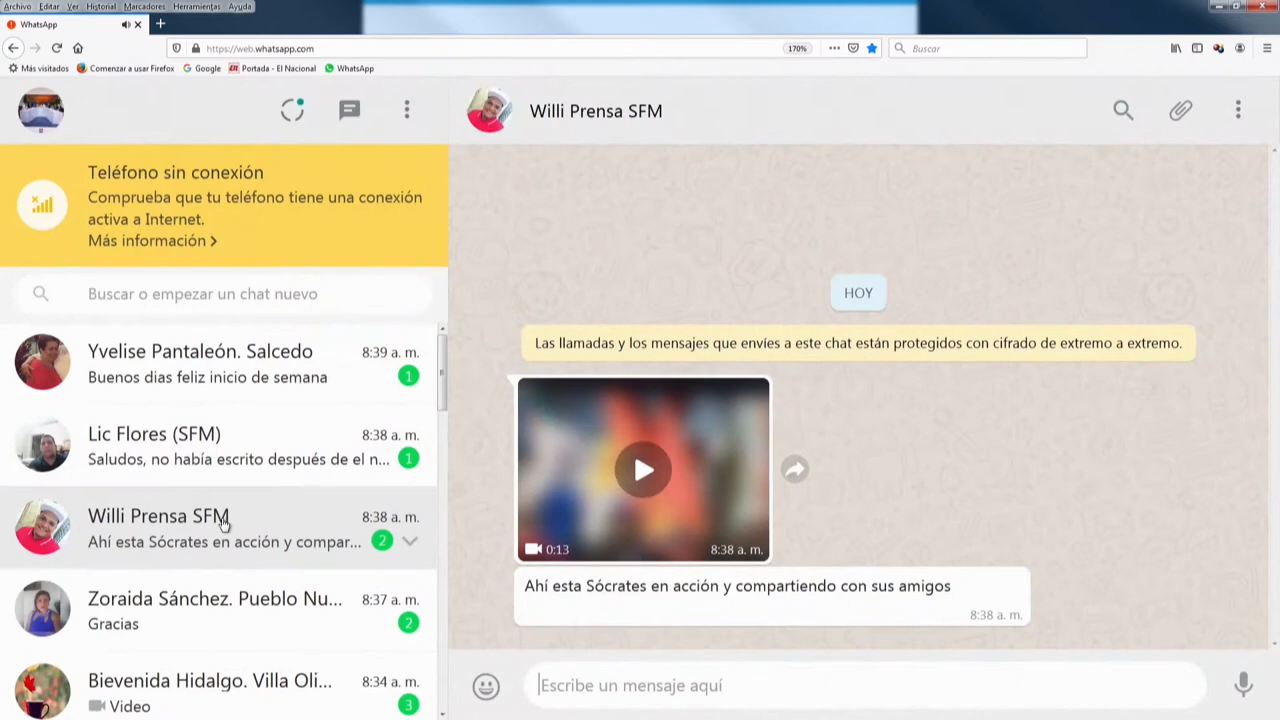 Archivo Editar Ver Historial Marcadores Herramientas Ayuda
WhatsApp
https://web.whatsapp.com
170%
Buscar
Más visitados
Comenzar a usar Firefox
Google
Portada - El Nacional
WhatsApp
Teléfono sin conexión
Comprueba que tu teléfono tiene una conexión
activa a Internet.
Más información
Buscar o empezar un chat nuevo
Yvelise Pantaleón. Salcedo
8:39 a. m.
Buenos dias feliz inicio de semana
1
Lic Flores (SFM)
8:38 a. m.
Saludos, no había escrito después de el n...
1
Willi Prensa SFM
8:38 a. m.
Ahí esta Sócrates en acción y compar...
2
Zoraida Sánchez. Pueblo Nu...
8:37 a. m.
Gracias
2
Bievenida Hidalgo. Villa Oli...
8:34 a. m.
Video
3
Willi Prensa SFM
HOY
Las llamadas y los mensajes que envíes a este chat están protegidos con cifrado de extremo a extremo.
0:13
8:38 a. m.
Ahí esta Sócrates en acción y compartiendo con sus amigos
8:38 a. m.
Escribe un mensaje aquí